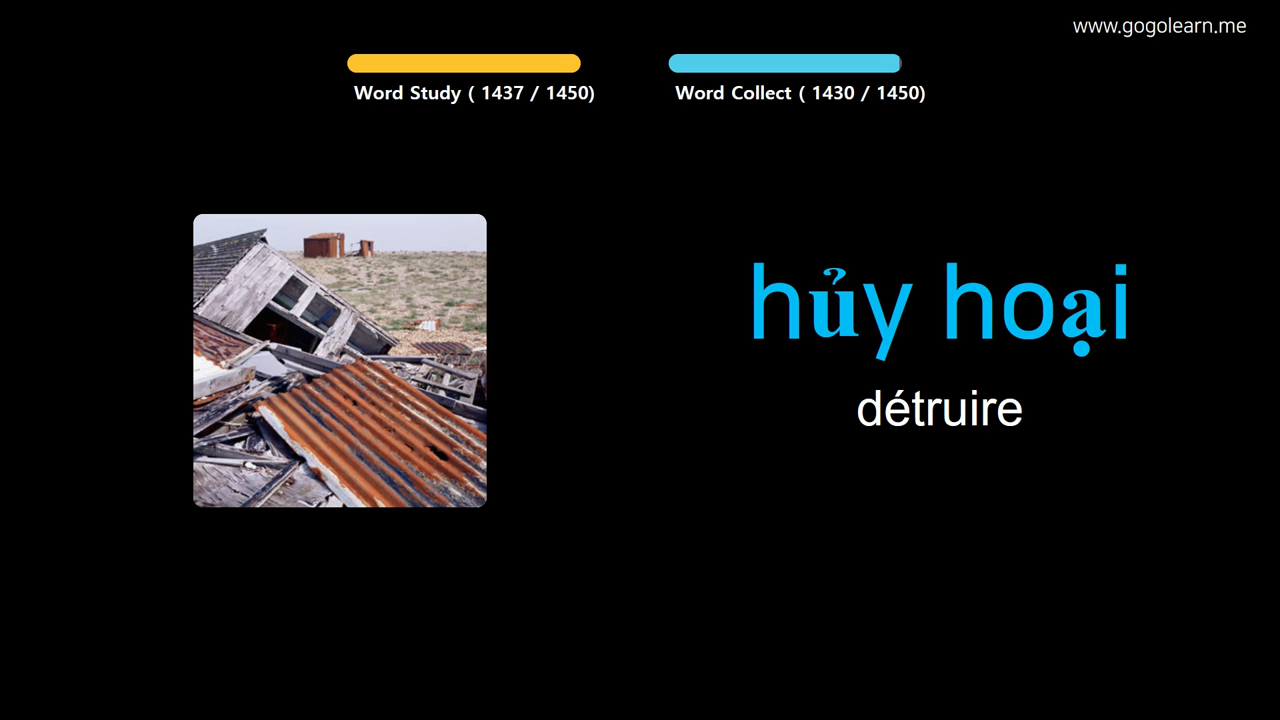 www.gogolearn.me
Word Study ( 1437 / 1450)
Word Collect ( 1430 / 1450)
hủy hoại
détruire